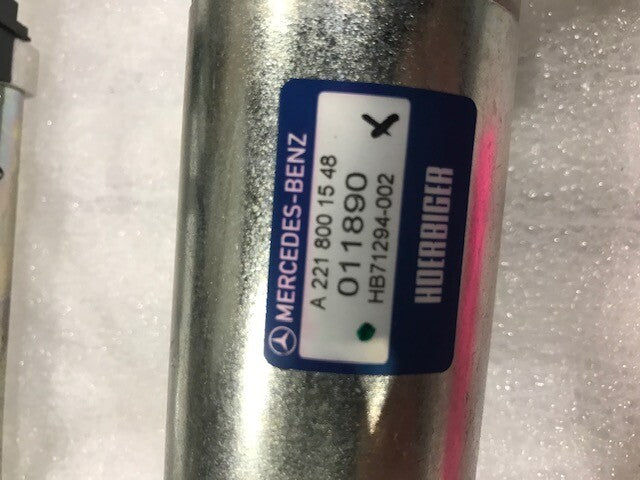 MERCEDES-BENZ
A 221 800 15 48
011890
HB71294-002
HOERBIGER